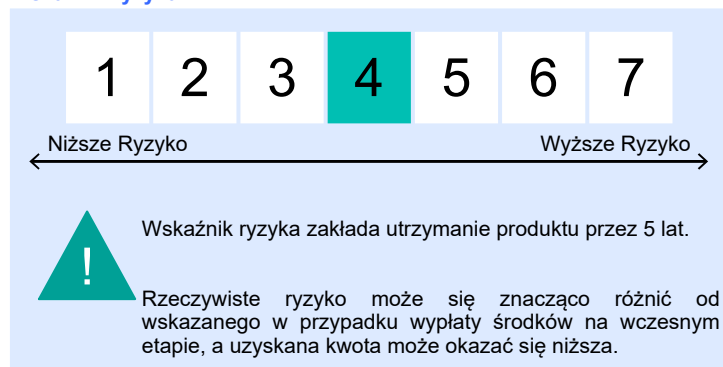 1 2 3 4 5 6 7
Niższe Ryzyko Wyższe Ryzyko
Wskaźnik ryzyka zakłada utrzymanie produktu przez 5 lat.
!
Rzeczywiste ryzyko może się znacząco różnić od
wskazanego w przypadku wypłaty środków na wczesnym
etapie, a uzyskana kwota może okazać się niższa.